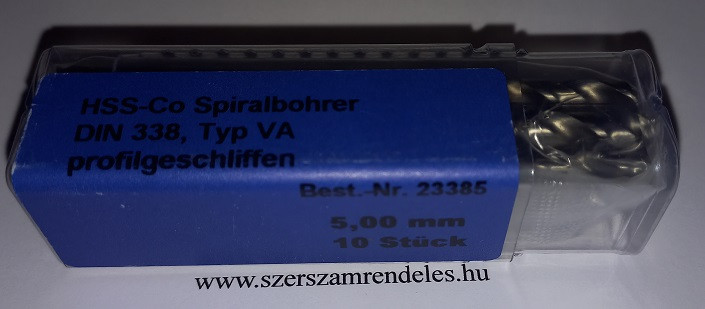 HSS-Co Spiralbohrer
DIN 338, Typ VA
profilgeschliffen
Best.-Nr. 23385
5,00 mm
10 Stück
www.szerszamrendeles.hu